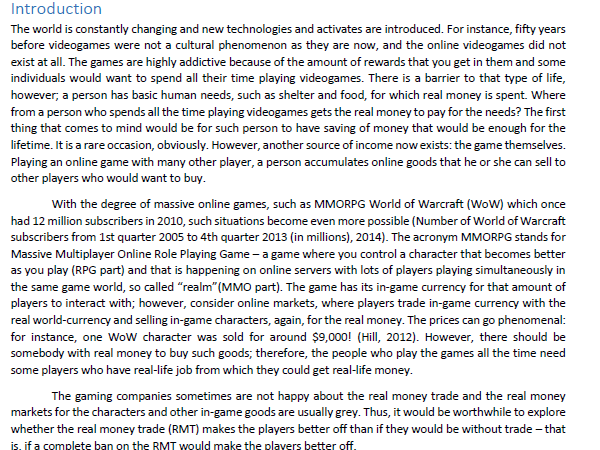 Introduction
The world is constantly changing and new technologies and activates are introduced. For instance, fifty years
before videogames were not a cultural phenomenon as they are now, and the online videogames did not
exist at all. The games are highly addictive because of the amount of rewards that you get in them and some
individuals would want to spend all their time playing videogames. There is a barrier to that type of life,
however; a person has basic human needs, such as shelter and food, for which real money is spent. Where
from a person who spends all the time playing videogames gets the real money to pay for the needs? The first
thing that comes to mind would be for such person to have saving of money that would be enough for the
lifetime. It is a rare occasion, obviously. However, another source of income now exists: the game themselves.
Playing an online game with many other player, a person accumulates online goods that he or she can sell to
other players who would want to buy.
With the degree of massive online games, such as MMORPG World of Warcraft (WoW) which once
had 12 million subscribers in 2010, such situations become even more possible (Number of World of Warcraft
subscribers from 1st quarter 2005 to 4th quarter 2013 (in millions), 2014). The acronym MMORPG stands for
Massive Multiplayer Online Role Playing Game – a game where you control a character that becomes better
as you play (RPG part) and that is happening on online servers with lots of players playing simultaneously in
the same game world, so called "realm"(MMO part). The game has its in-game currency for that amount of
players to interact with; however, consider online markets, where players trade in-game currency with the
real world-currency and selling in-game characters, again, for the real money. The prices can go phenomenal:
for instance, one WoW character was sold for around $9,000! (Hill, 2012). However, there should be
somebody with real money to buy such goods; therefore, the people who play the games all the time need
some players who have real-life job from which they could get real-life money.
The gaming companies sometimes are not happy about the real money trade and the real money
markets for the characters and other in-game goods are usually grey. Thus, it would be worthwhile to explore
whether the real money trade (RMT) makes the players better off than if they would be without trade – that
is, if a complete ban on the RMT would make the players better off.